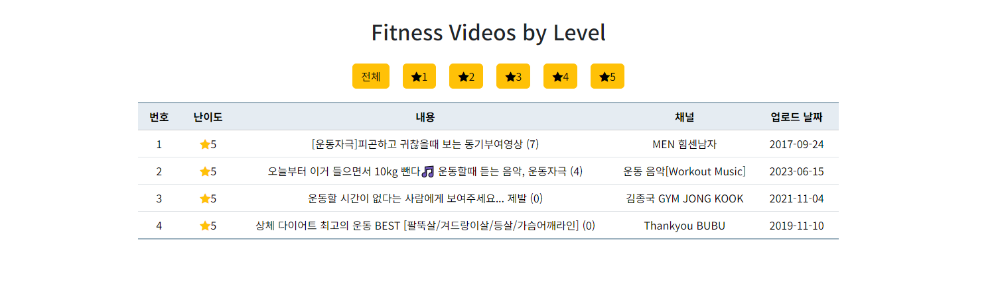 Fitness Videos by Level
전체 ★1 ★2 ★3 ★4 ★5
번호 난이도 내용 채널 업로드 날짜
1 ⭐5 [운동자극]피곤하고 귀찮을때 보는 동기부여영상 (7) MEN 힘센남자 2017-09-24
2 ⭐5 오늘부터 이거 들으면서 10kg 뺀다🎵 운동할때 듣는 음악, 운동자극 (4) 운동 음악[Workout Music] 2023-06-15
3 ⭐5 운동할 시간이 없다는 사람에게 보여주세요... 제발 (0) 김종국 GYM JONG KOOK 2021-11-04
4 ⭐5 상체 다이어트 최고의 운동 BEST [팔뚝살/겨드랑이살/등살/가슴어깨라인] (0) Thankyou BUBU 2019-11-10